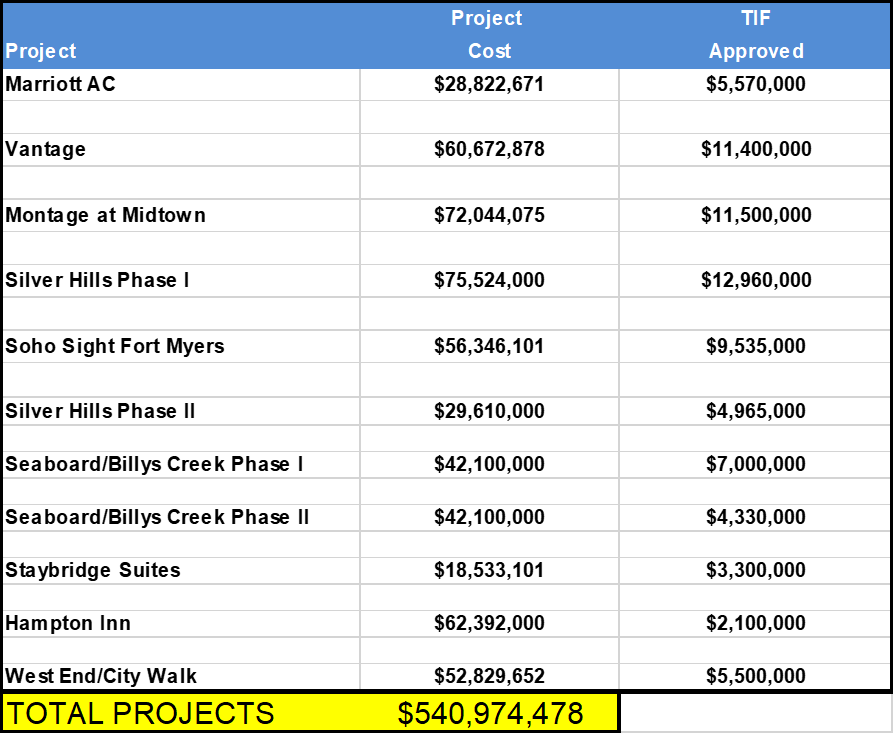 Project TIF
Project Cost Approved
Marriott AC $28,822,671 $5,570,000
Vantage $60,672,878 $11,400,000
Montage at Midtown $72,044,075 $11,500,000
Silver Hills Phase I $75,524,000 $12,960,000
Soho Sight Fort Myers $56,346,101 $9,535,000
Silver Hills Phase II $29,610,000 $4,965,000
Seaboard/Billys Creek Phase I $42,100,000 $7,000,000
Seaboard/Billys Creek Phase II $42,100,000 $4,330,000
Staybridge Suites $18,533,101 $3,300,000
Hampton Inn $62,392,000 $2,100,000
West End/City Walk $52,829,652 $5,500,000
TOTAL PROJECTS $540,974,478